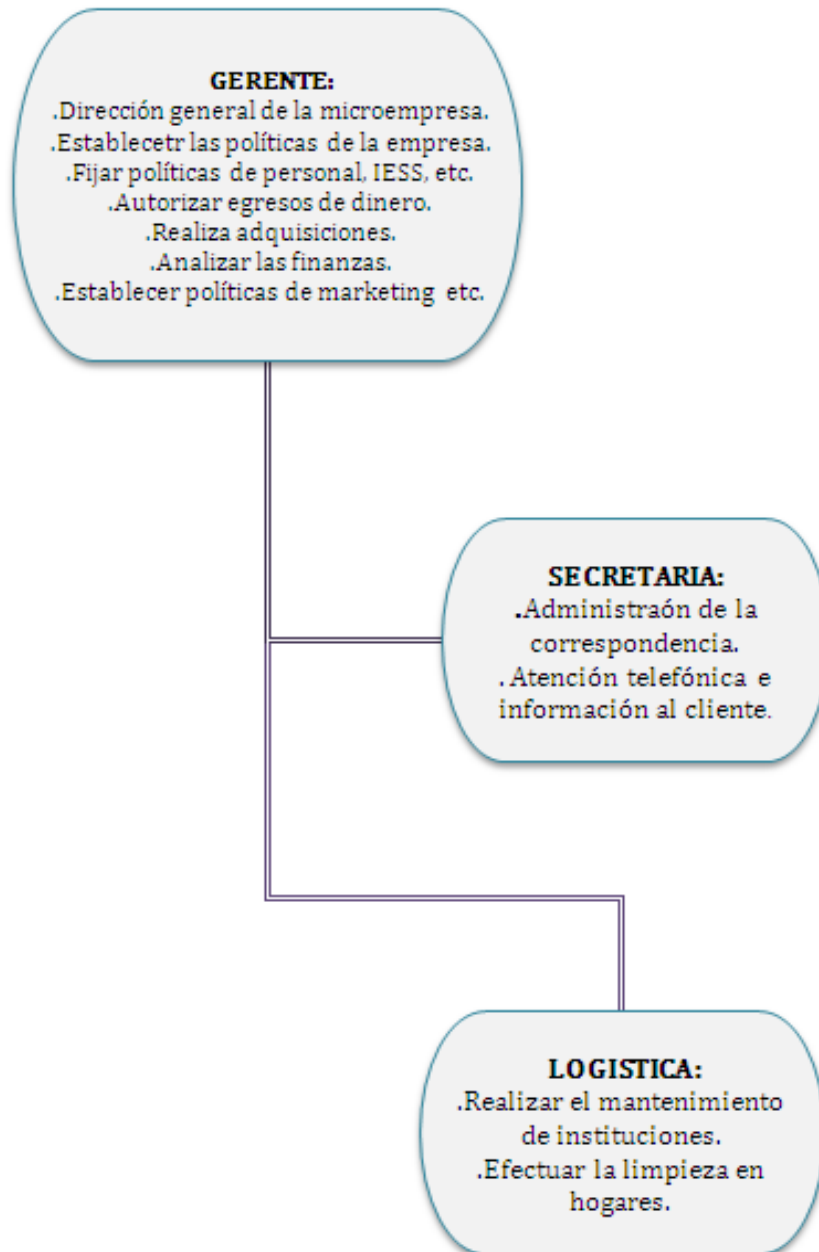 GERENTE:
.Dirección general de la microempresa.
.Establecetr las políticas de la empresa.
.Fijar políticas de personal, IESS, etc.
.Autorizar egresos de dinero.
.Realiza adquisiciones.
.Analizar las finanzas.
.Establecer políticas de marketing etc.
SECRETARIA:
.Administraón de la
correspondencia.
. Atención telefónica e
información al cliente.
LOGISTICA:
.Realizar el mantenimiento
de instituciones.
.Efectuar la limpieza en
hogares.